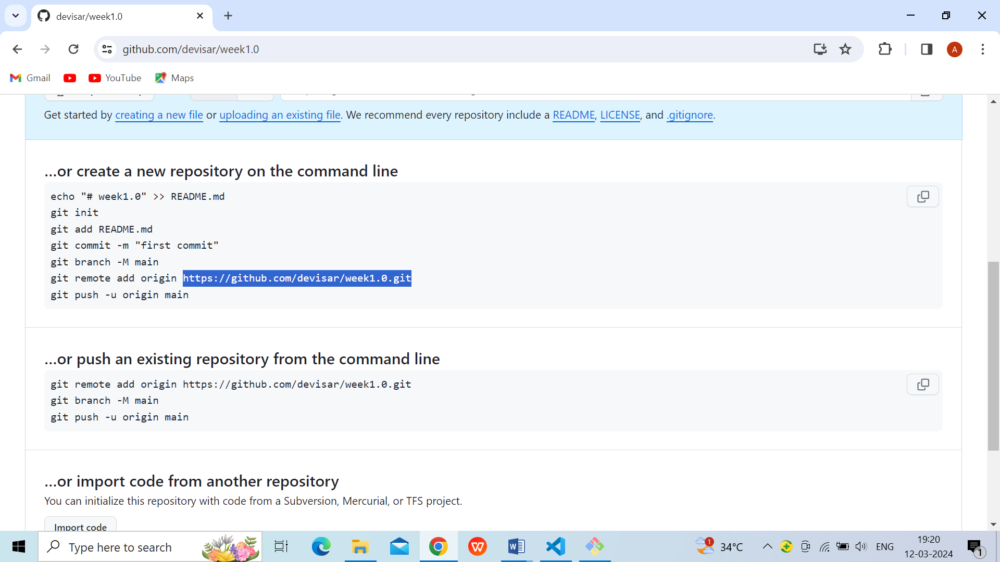 devisar/week1.0
github.com/devisar/week1.0
A
Gmail
YouTube
Maps
Get started by creating a new file or uploading an existing file. We recommend every repository include a README, LICENSE, and .gitignore.
...or create a new repository on the command line
echo "# week1.0" >> README.md
git init
git add README.md
git commit -m "first commit"
git branch -M main
git remote add origin https://github.com/devisar/week1.0.git
git push -u origin main
...or push an existing repository from the command line
git remote add origin https://github.com/devisar/week1.0.git
git branch -M main
git push -u origin main
...or import code from another repository
You can initialize this repository with code from a Subversion, Mercurial, or TFS project.
Import code
Type here to search
W
W
1
34°C
ENG
19:20
12-03-2024
1